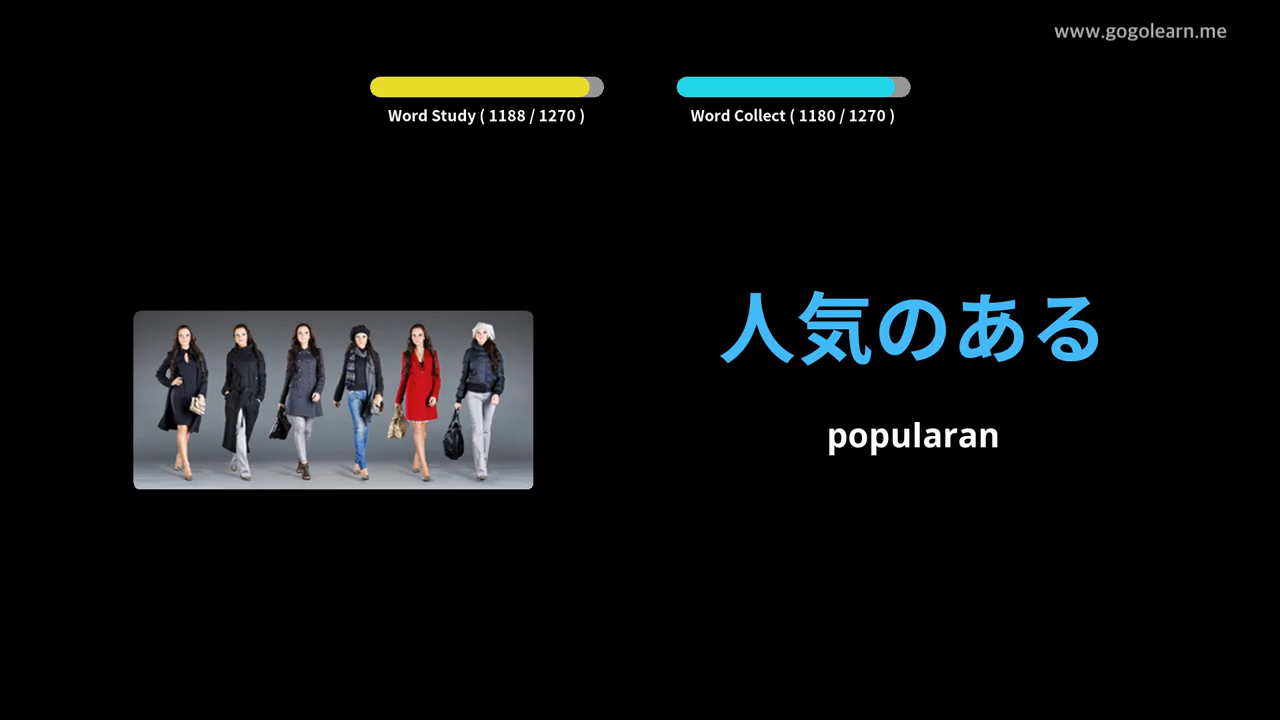 www.gogolearn.me
Word Study ( 1188 / 1270 )
Word Collect ( 1180 / 1270 )
人気のある
popularan